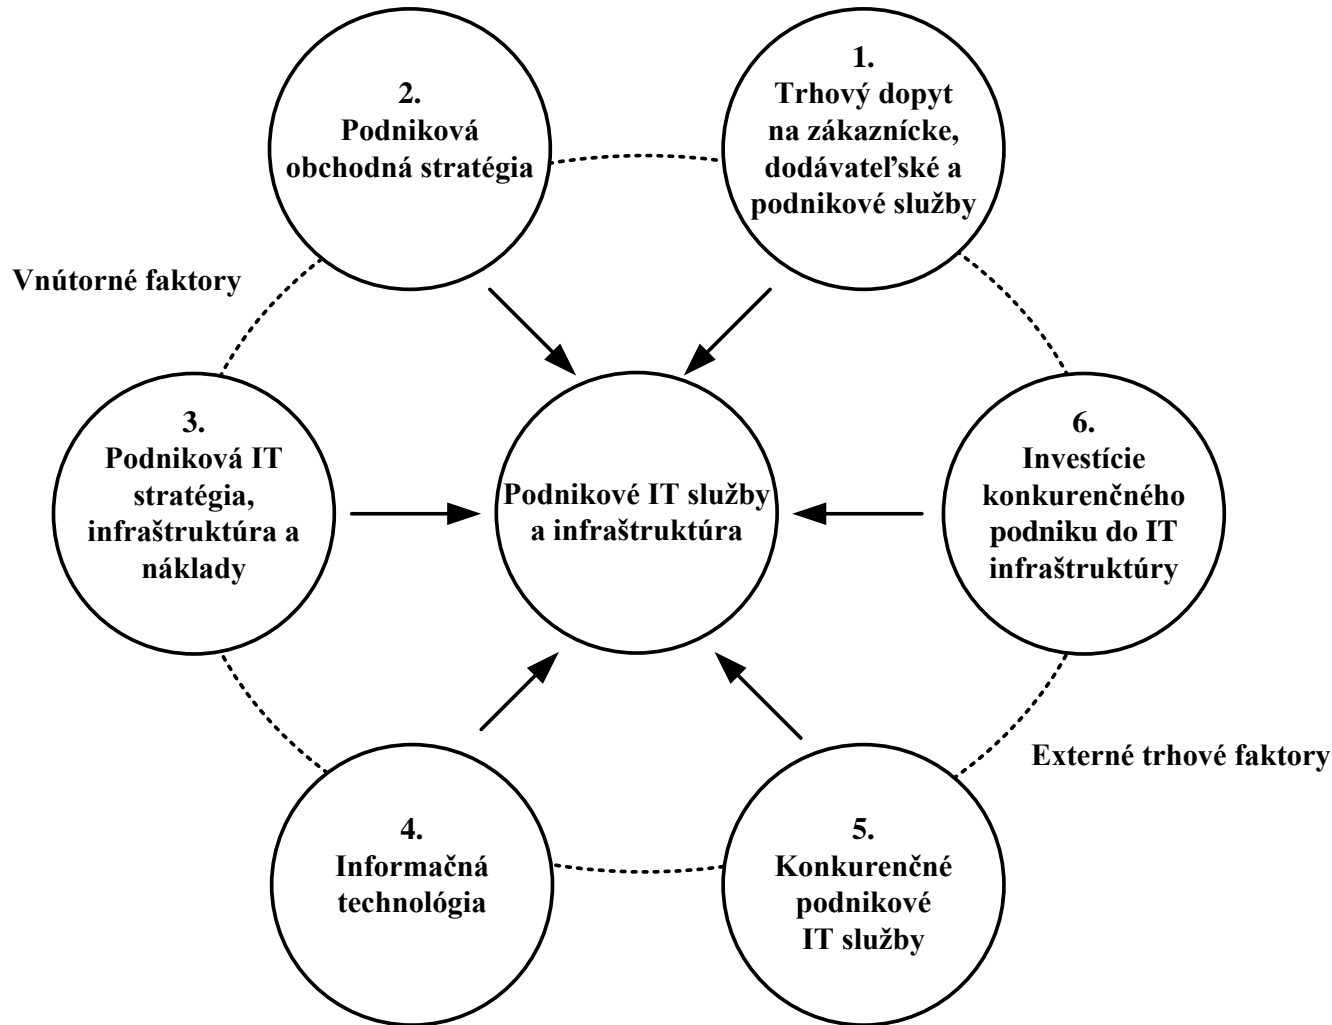 1.
Trhový dopyt
na zákaznícke,
dodávateľské a
podnikové služby
2.
Podniková
obchodná stratégia
Vnútorné faktory
3.
Podniková IT
stratégia,
infraštruktúra a
náklady
Podnikové IT služby
a infraštruktúra
6.
Investície
konkurenčného
podniku do IT
infraštruktúry
Externé trhové faktory
4.
Informačná
technológia
5.
Konkurenčné
podnikové
IT služby